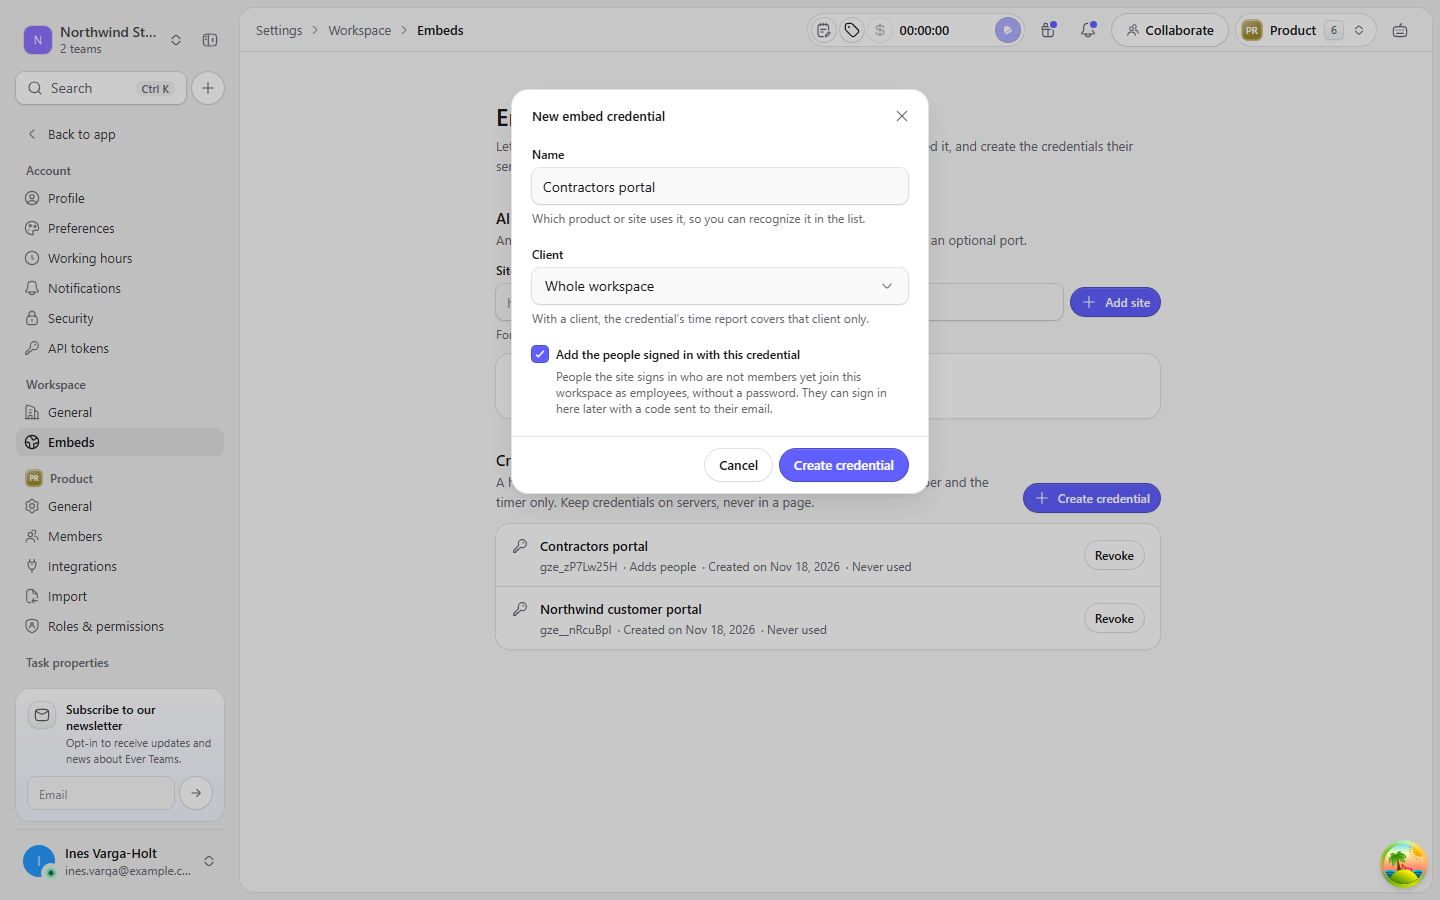 N
Northwind St...
2 teams
Search
Ctrl K
Back to app
Account
Profile
Preferences
Working hours
Notifications
Security
API tokens
Workspace
General
Embeds
PR
Product
General
Members
Integrations
Import
Roles & permissions
Task properties
Subscribe to our
newsletter
Opt-in to receive updates and
news about Ever Teams.
Email
I
Ines Varga-Holt
ines.varga@example.c...
Settings
Workspace
Embeds
00:00:00
Collaborate
PR
Product
6
New embed credential
Name
Contractors portal
Which product or site uses it, so you can recognize it in the list.
Client
Whole workspace
With a client, the credential's time report covers that client only.
Add the people signed in with this credential
People the site signs in who are not members yet join this
workspace as employees, without a password. They can sign in
here later with a code sent to their email.
Cancel
Create credential
it, and create the credentials their
an optional port.
Add site
A
and the
timer only. Keep credentials on servers, never in a page.
Create credential
Contractors portal
gze_zP7Lw25H · Adds people · Created on Nov 18, 2026 · Never used
Revoke
Northwind customer portal
gze__nRcuBpI · Created on Nov 18, 2026 · Never used
Revoke